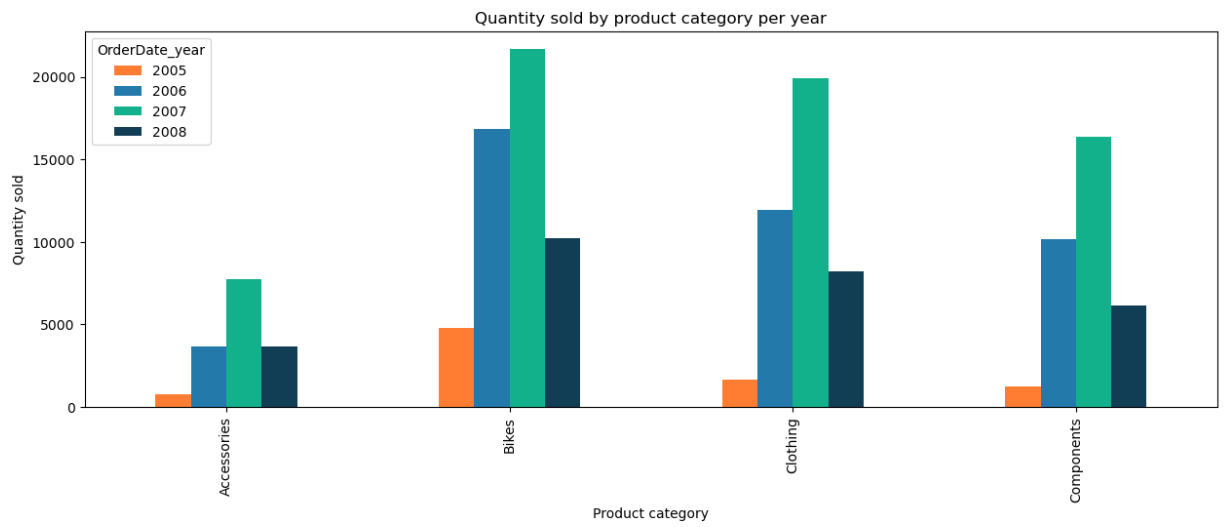 Quantity sold by product category per year
OrderDate_year
2005
2006
2007
2008
20000
15000
10000
5000
0
Quantity sold
Accessories
Bikes
Clothing
Components
Product category